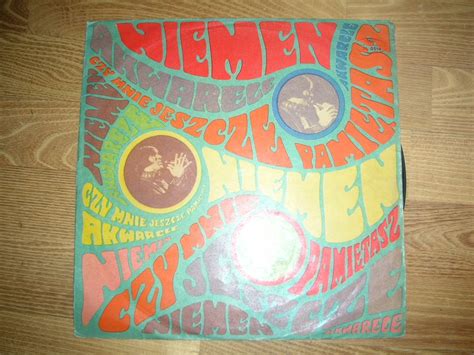 NIEMEN
AKWARELE
CZY MNIE JESZCZE PAMIĘTASZ
AKWARELE
NIEMEN
AKWARELE
NIEMEN
CZY MNIE JESZCZE
AKWARELE
NIEMEN
CZY MNIE
PAMIĘTASZ
JESZCZE
NIEMEN
AKWARELE